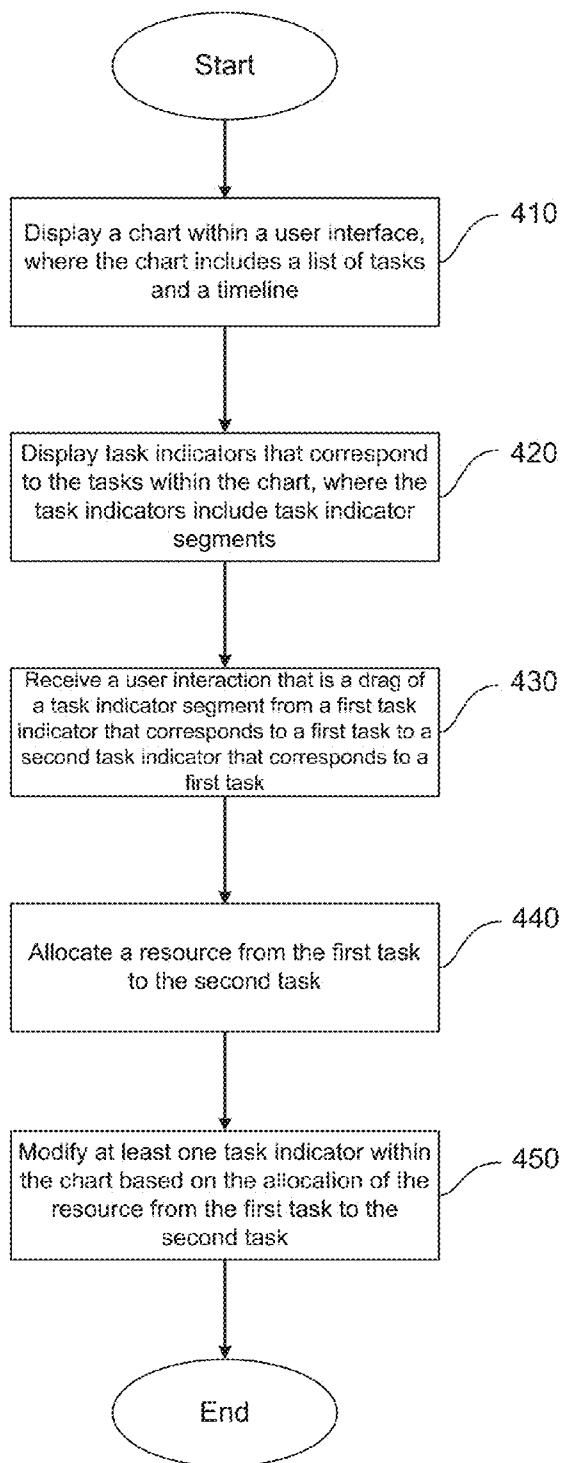 Start
410
Display a chart within a user interface,
where the chart includes a list of tasks
and a timeline
420
Display task indicators that correspond
to the tasks within the chart, where the
task indicators include task indicator
segments
430
Receive a user interaction that is a drag of
a task indicator segment from a first task
indicator that corresponds to a first task to a
second task indicator that corresponds to a
first task
440
Allocate a resource from the first task
to the second task
450
Modify at least one task indicator within
the chart based on the allocation of the
resource from the first task to the
second task
End